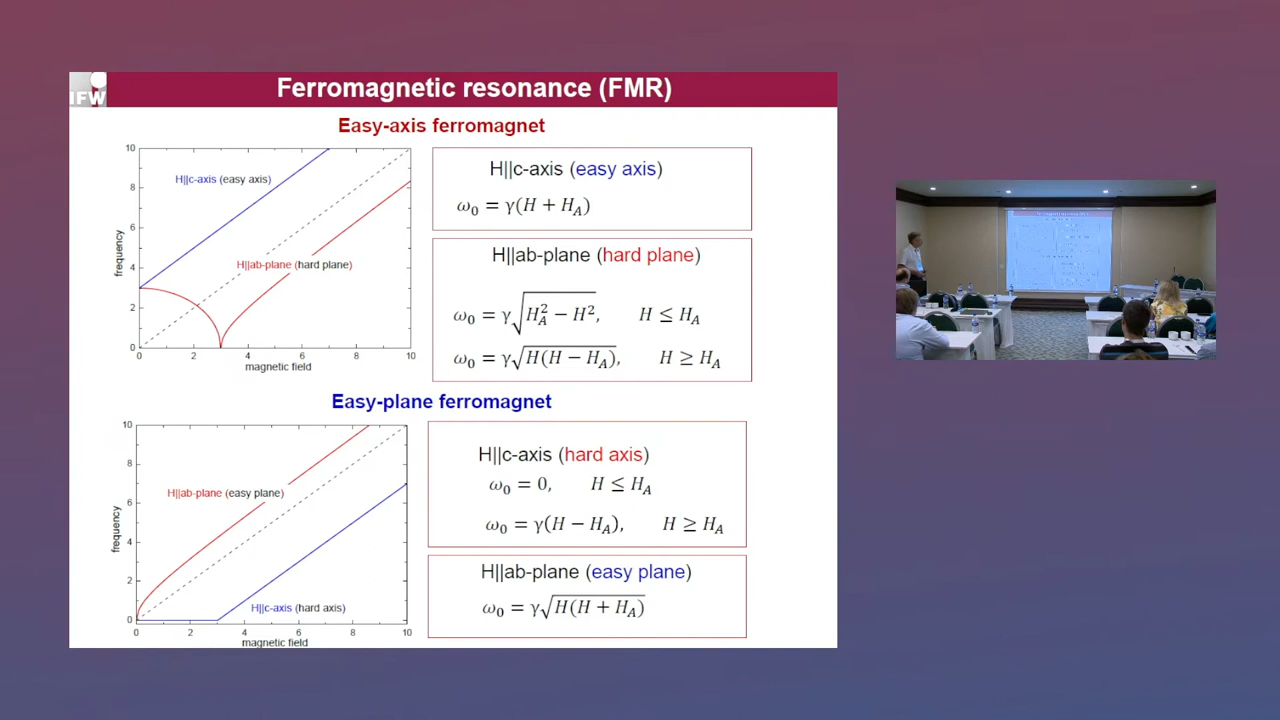 IFW
Ferromagnetic resonance (FMR)
Easy-axis ferromagnet
10
8
6
4
2
0
frequency
H||c-axis (easy axis)
H||ab-plane (hard plane)
0 2 4 6 8 10
magnetic field
H||c-axis (easy axis)
ω₀ = γ(H + H_A)
H||ab-plane (hard plane)
ω₀ = γ√(H_A² − H²), H ≤ H_A
ω₀ = γ√(H(H − H_A)), H ≥ H_A
Easy-plane ferromagnet
10
8
6
4
2
0
frequency
H||ab-plane (easy plane)
H||c-axis (hard axis)
0 2 4 6 8 10
magnetic field
H||c-axis (hard axis)
ω₀ = 0, H ≤ H_A
ω₀ = γ(H − H_A), H ≥ H_A
H||ab-plane (easy plane)
ω₀ = γ√(H(H + H_A))